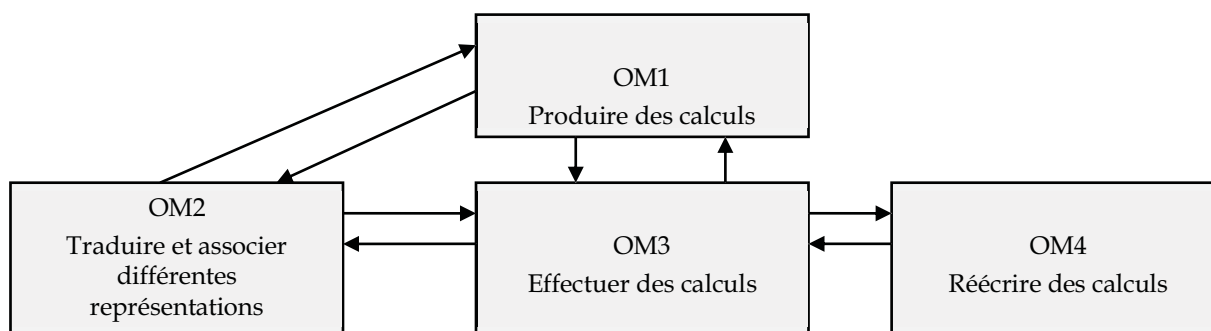 OM1
Produire des calculs
OM2
Traduire et associer
différentes
représentations
OM3
Effectuer des calculs
OM4
Réécrire des calculs